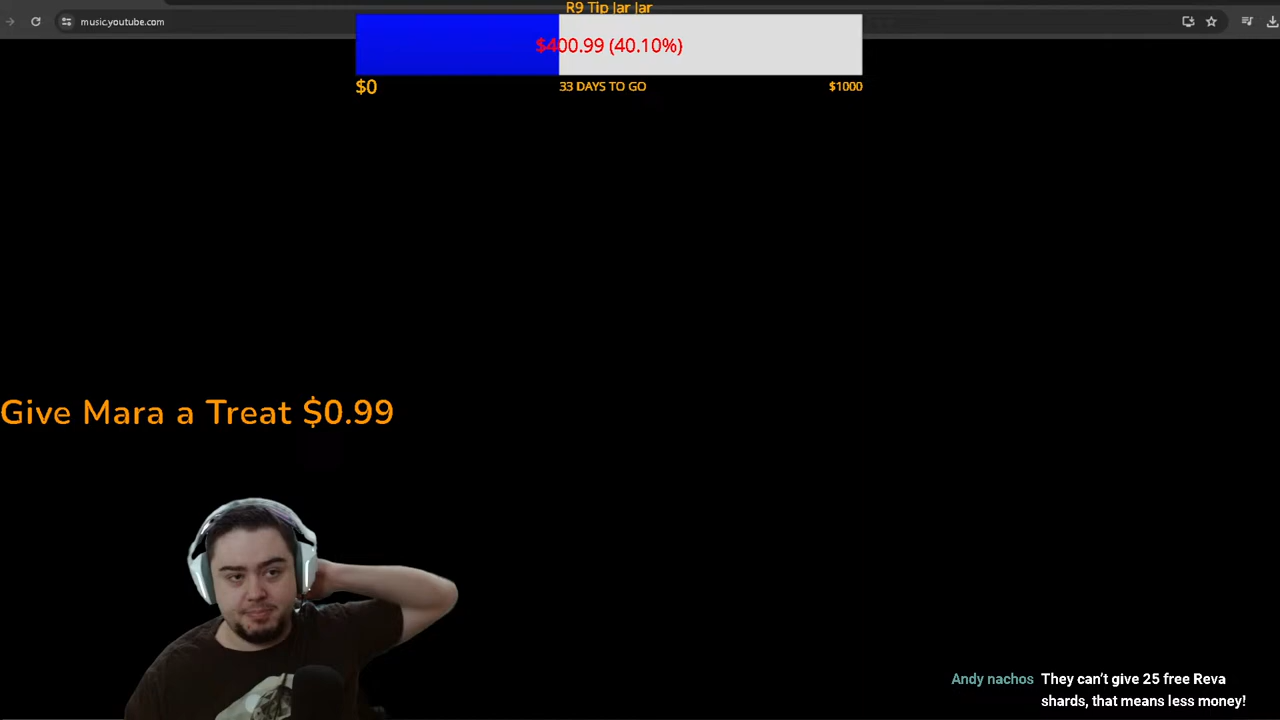 R9 Tip Jar Jar
music.youtube.com
$400.99 (40.10%)
$0
33 DAYS TO GO
$1000
Give Mara a Treat $0.99
Andy nachos They can't give 25 free Reva
shards, that means less money!